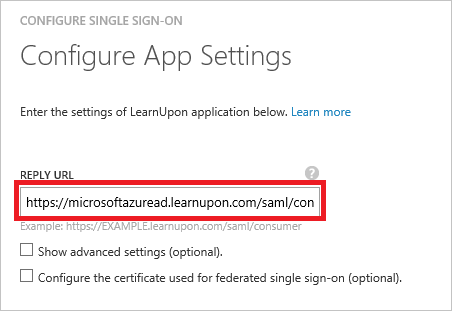 CONFIGURE SINGLE SIGN-ON
Configure App Settings
Enter the settings of LearnUpon application below. Learn more
REPLY URL ?
https://microsoftazuread.learnupon.com/saml/con
Example: https://EXAMPLE.learnupon.com/saml/consumer
Show advanced settings (optional).
Configure the certificate used for federated single sign-on (optional).